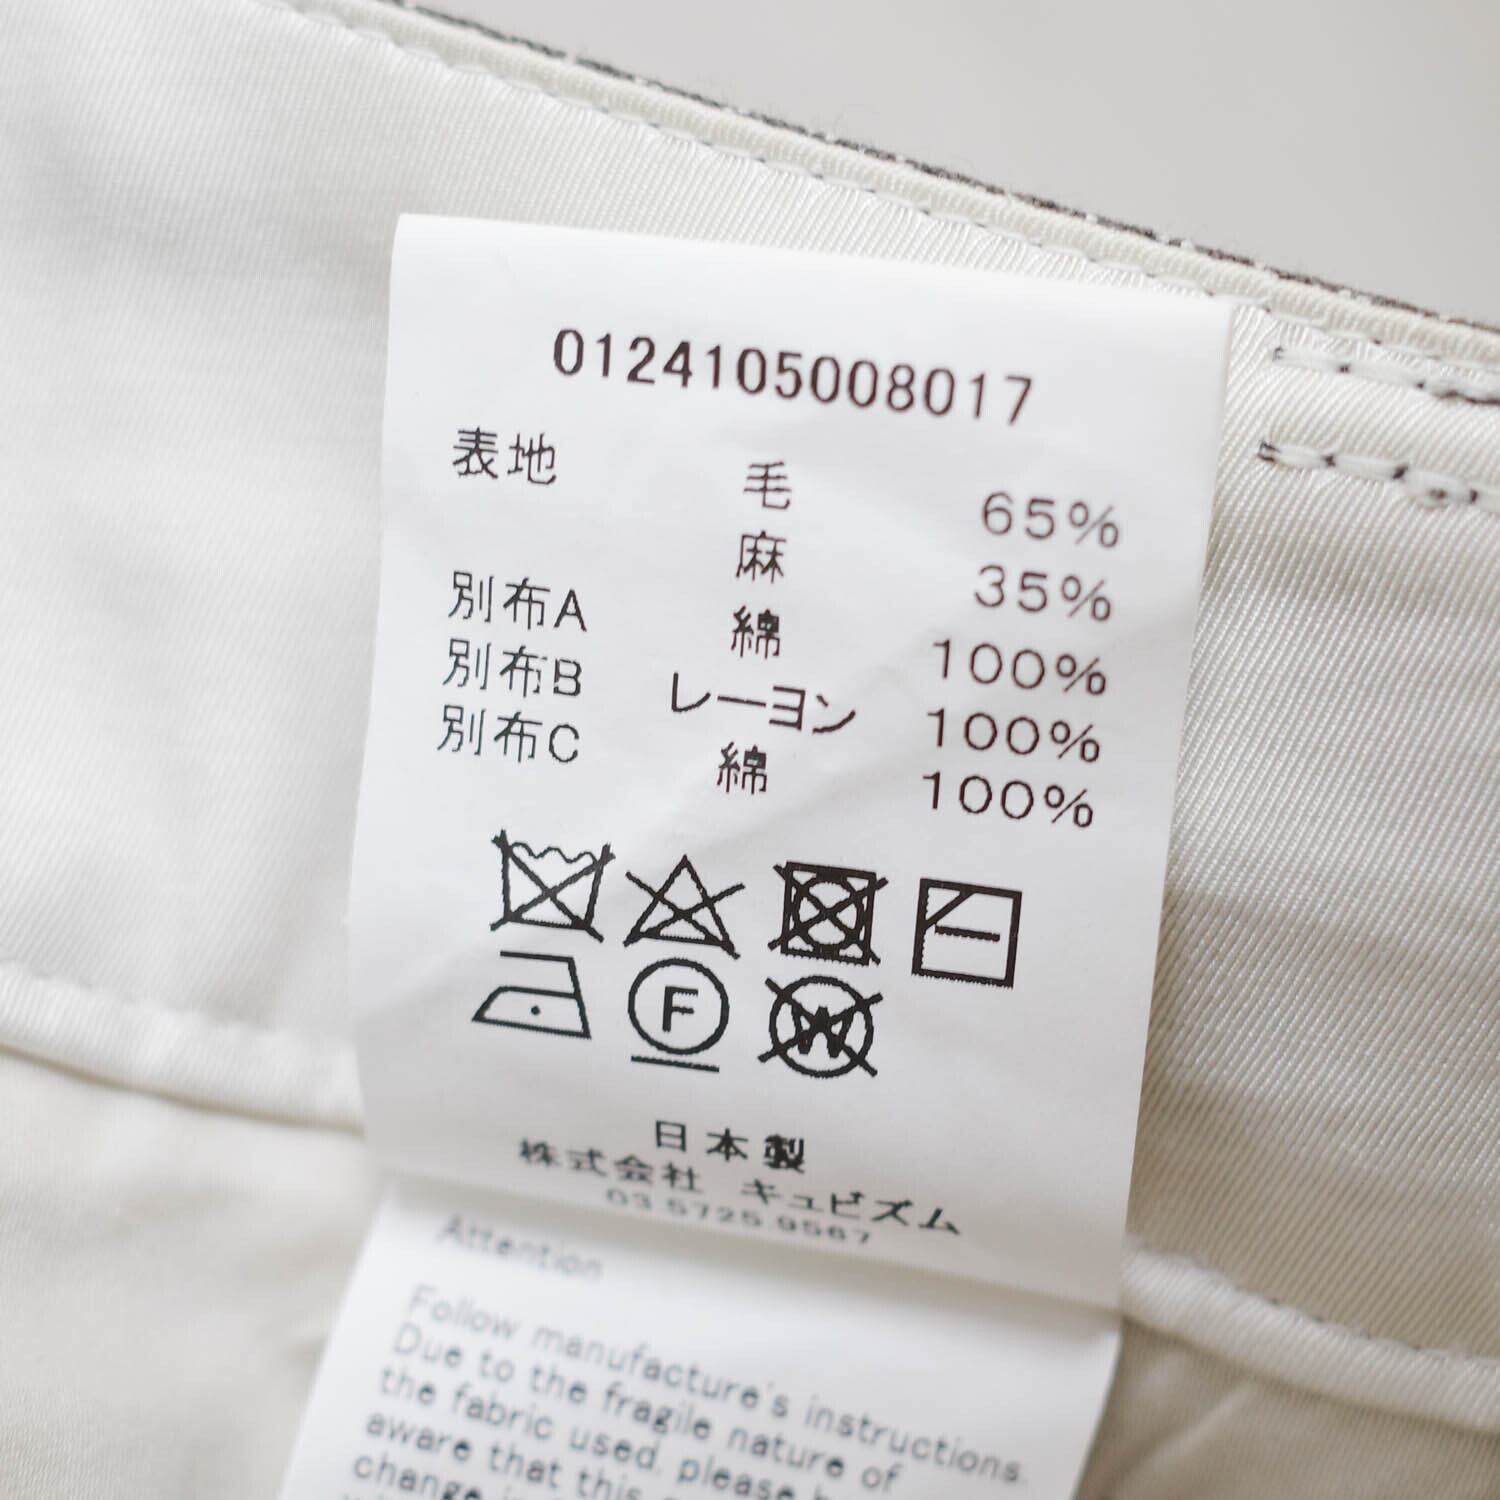 0124105008017
表地 毛 65%
麻 35%
別布A 綿 100%
別布B レーヨン 100%
別布C 綿 100%
F
W
日本製
株式会社 キュビズム
03 5725 9567
Attention
Follow manufacture's instructions.
Due to the fragile nature of
the fabric used, please
aware that this
change